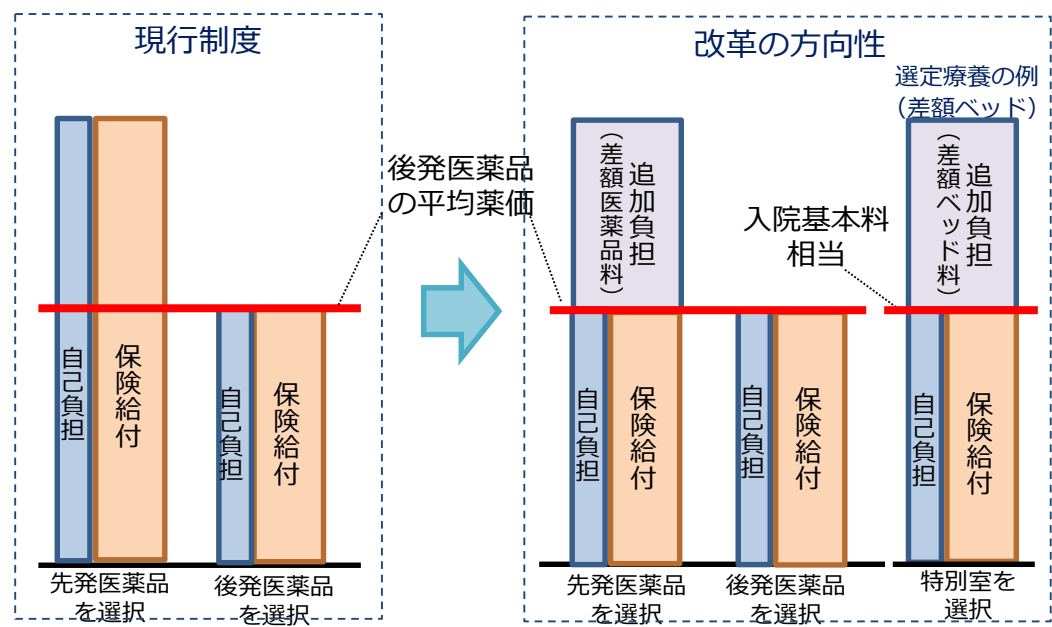 現行制度
自己負担
保険給付
自己負担
保険給付
先発医薬品
を選択
後発医薬品
を選択
後発医薬品
の平均薬価
改革の方向性
追加負担
(差額医薬品料)
自己負担
保険給付
自己負担
保険給付
先発医薬品
を選択
後発医薬品
を選択
入院基本料
相当
選定療養の例
(差額ベッド)
追加負担
(差額ベッド料)
自己負担
保険給付
特別室を
選択